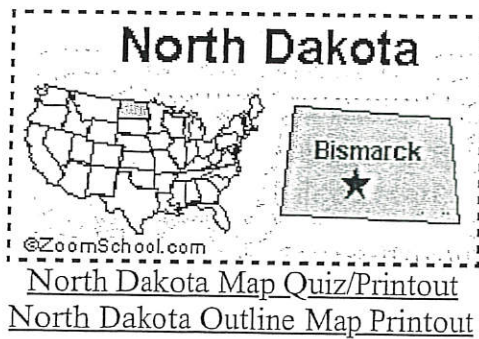 North Dakota
Bismarck
©ZoomSchool.com
North Dakota Map Quiz/Printout
North Dakota Outline Map Printout